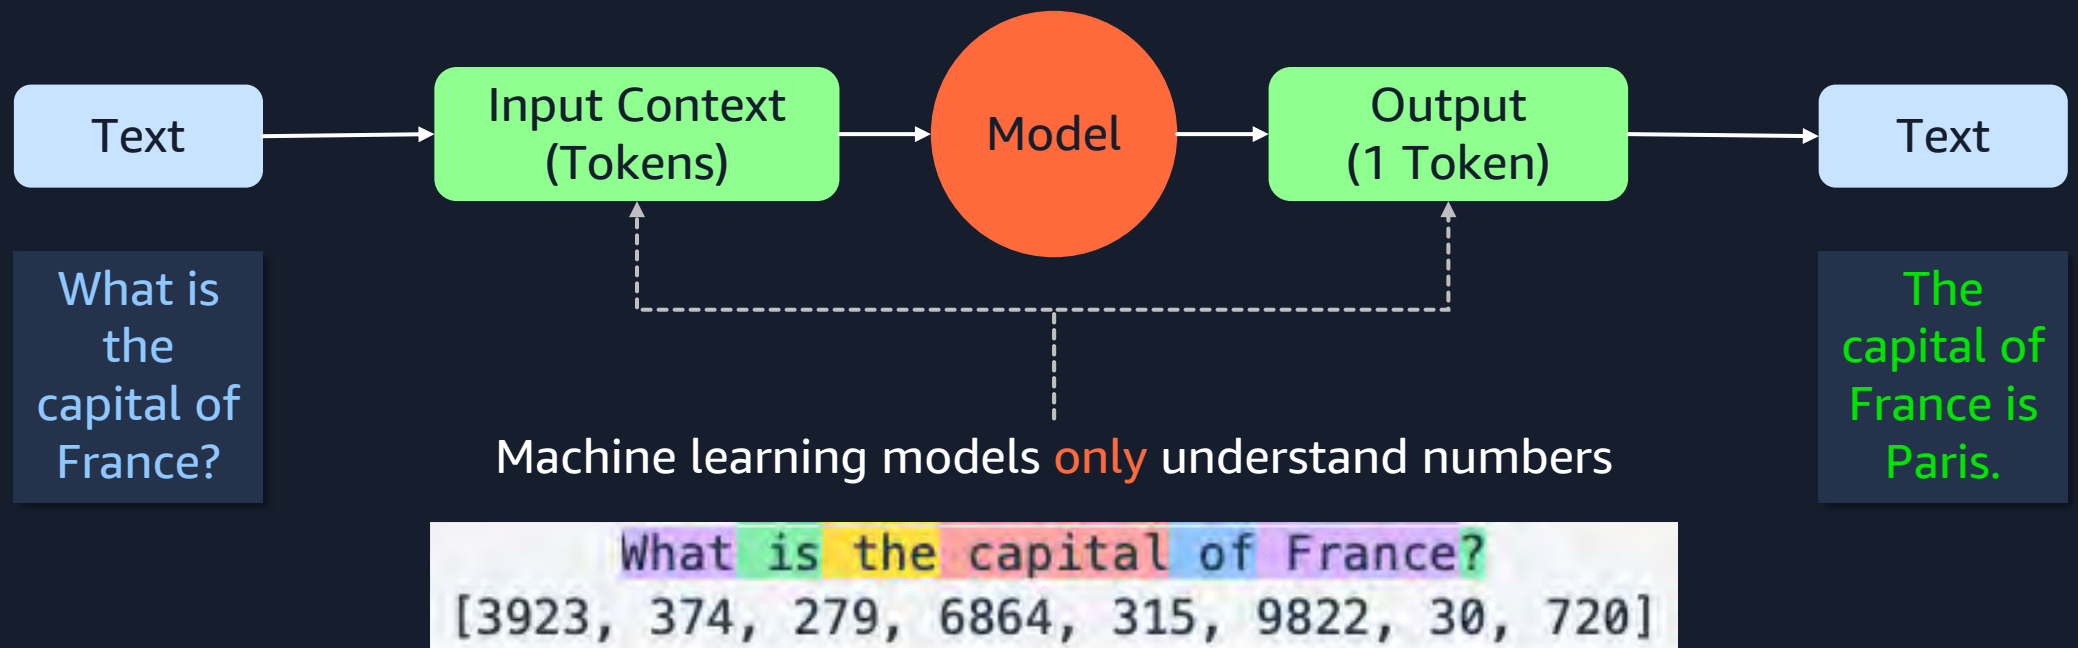 Text
Input Context
(Tokens)
Model
Output
(1 Token)
Text
What is
the
capital of
France?
The
capital of
France is
Paris.
Machine learning models only understand numbers
What is the capital of France?
[3923, 374, 279, 6864, 315, 9822, 30, 720]